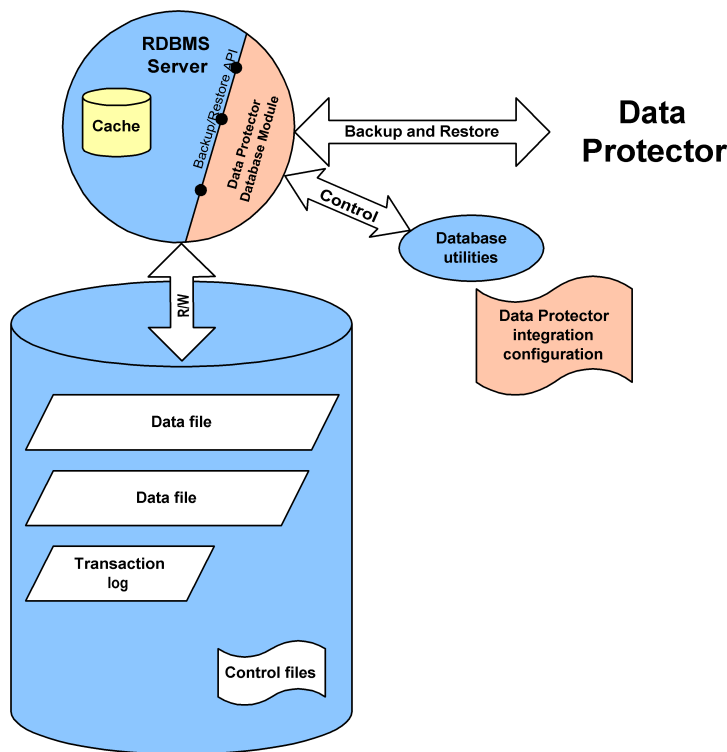 RDBMS
Server
Cache
Backup/Restore API
Data Protector
Database Module
Backup and Restore
Data
Protector
Control
Database
utilities
Data Protector
integration
configuration
R/W
Data file
Data file
Transaction
log
Control files